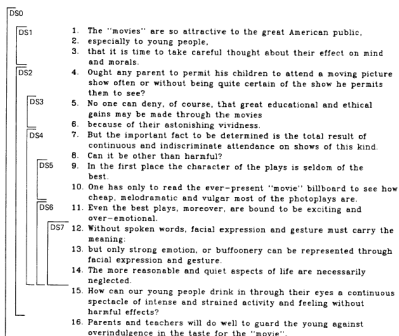 DS0
DS1
1. The "movies" are so attractive to the great American public,
2. especially to young people,
3. that it is time to take careful thought about their effect on mind
and morals.
DS2
4. Ought any parent to permit his children to attend a moving picture
show often or without being quite certain of the show he permits
them to see?
DS3
5. No one can deny, of course, that great educational and ethical
gains may be made through the movies
6. because of their astonishing vividness.
DS4
7. But the important fact to be determined is the total result of
continuous and indiscriminate attendance on shows of this kind.
8. Can it be other than harmful?
DS5
9. In the first place the character of the plays is seldom of the
best.
10. One has only to read the ever-present "movie" billboard to see how
cheap, melodramatic and vulgar most of the photoplays are.
DS6
11. Even the best plays, moreover, are bound to be exciting and
over-emotional.
DS7
12. Without spoken words, facial expression and gesture must carry the
meaning:
13. but only strong emotion, or buffoonery can be represented through
facial expression and gesture.
14. The more reasonable and quiet aspects of life are necessarily
neglected.
15. How can our young people drink in through their eyes a continuous
spectacle of intense and strained activity and feeling without
harmful effects?
16. Parents and teachers will do well to guard the young against
overindulgence in the taste for the "movie".